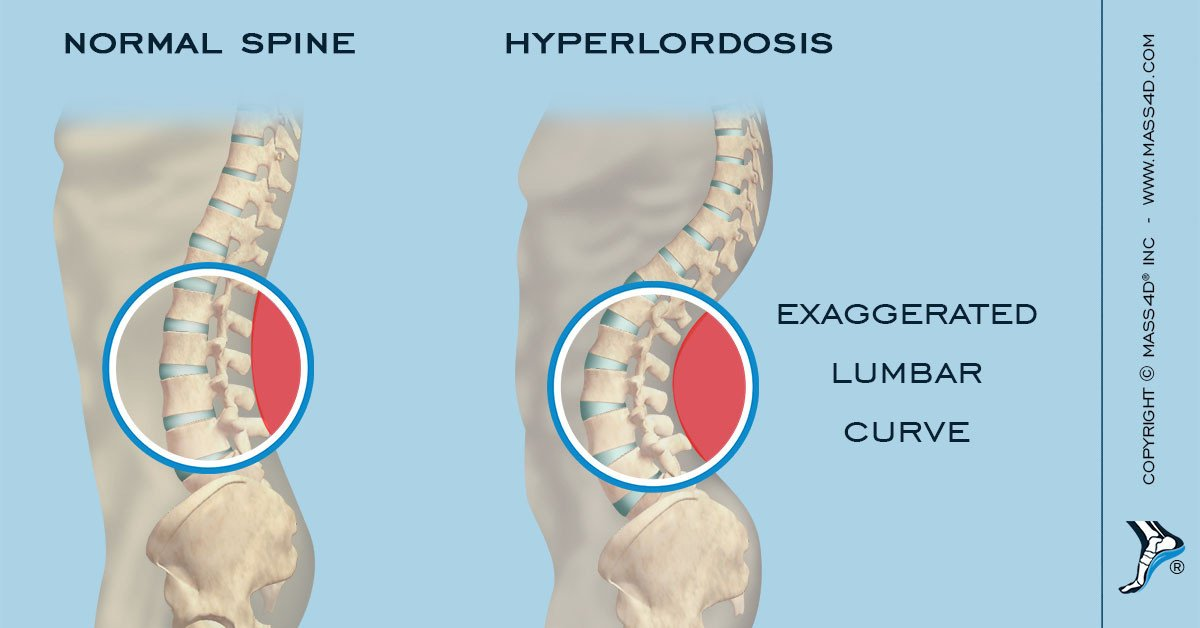 NORMAL SPINE
HYPERLORDOSIS
EXAGGERATED
LUMBAR
CURVE
COPYRIGHT © MASS4D® INC - WWW.MASS4D.COM
®